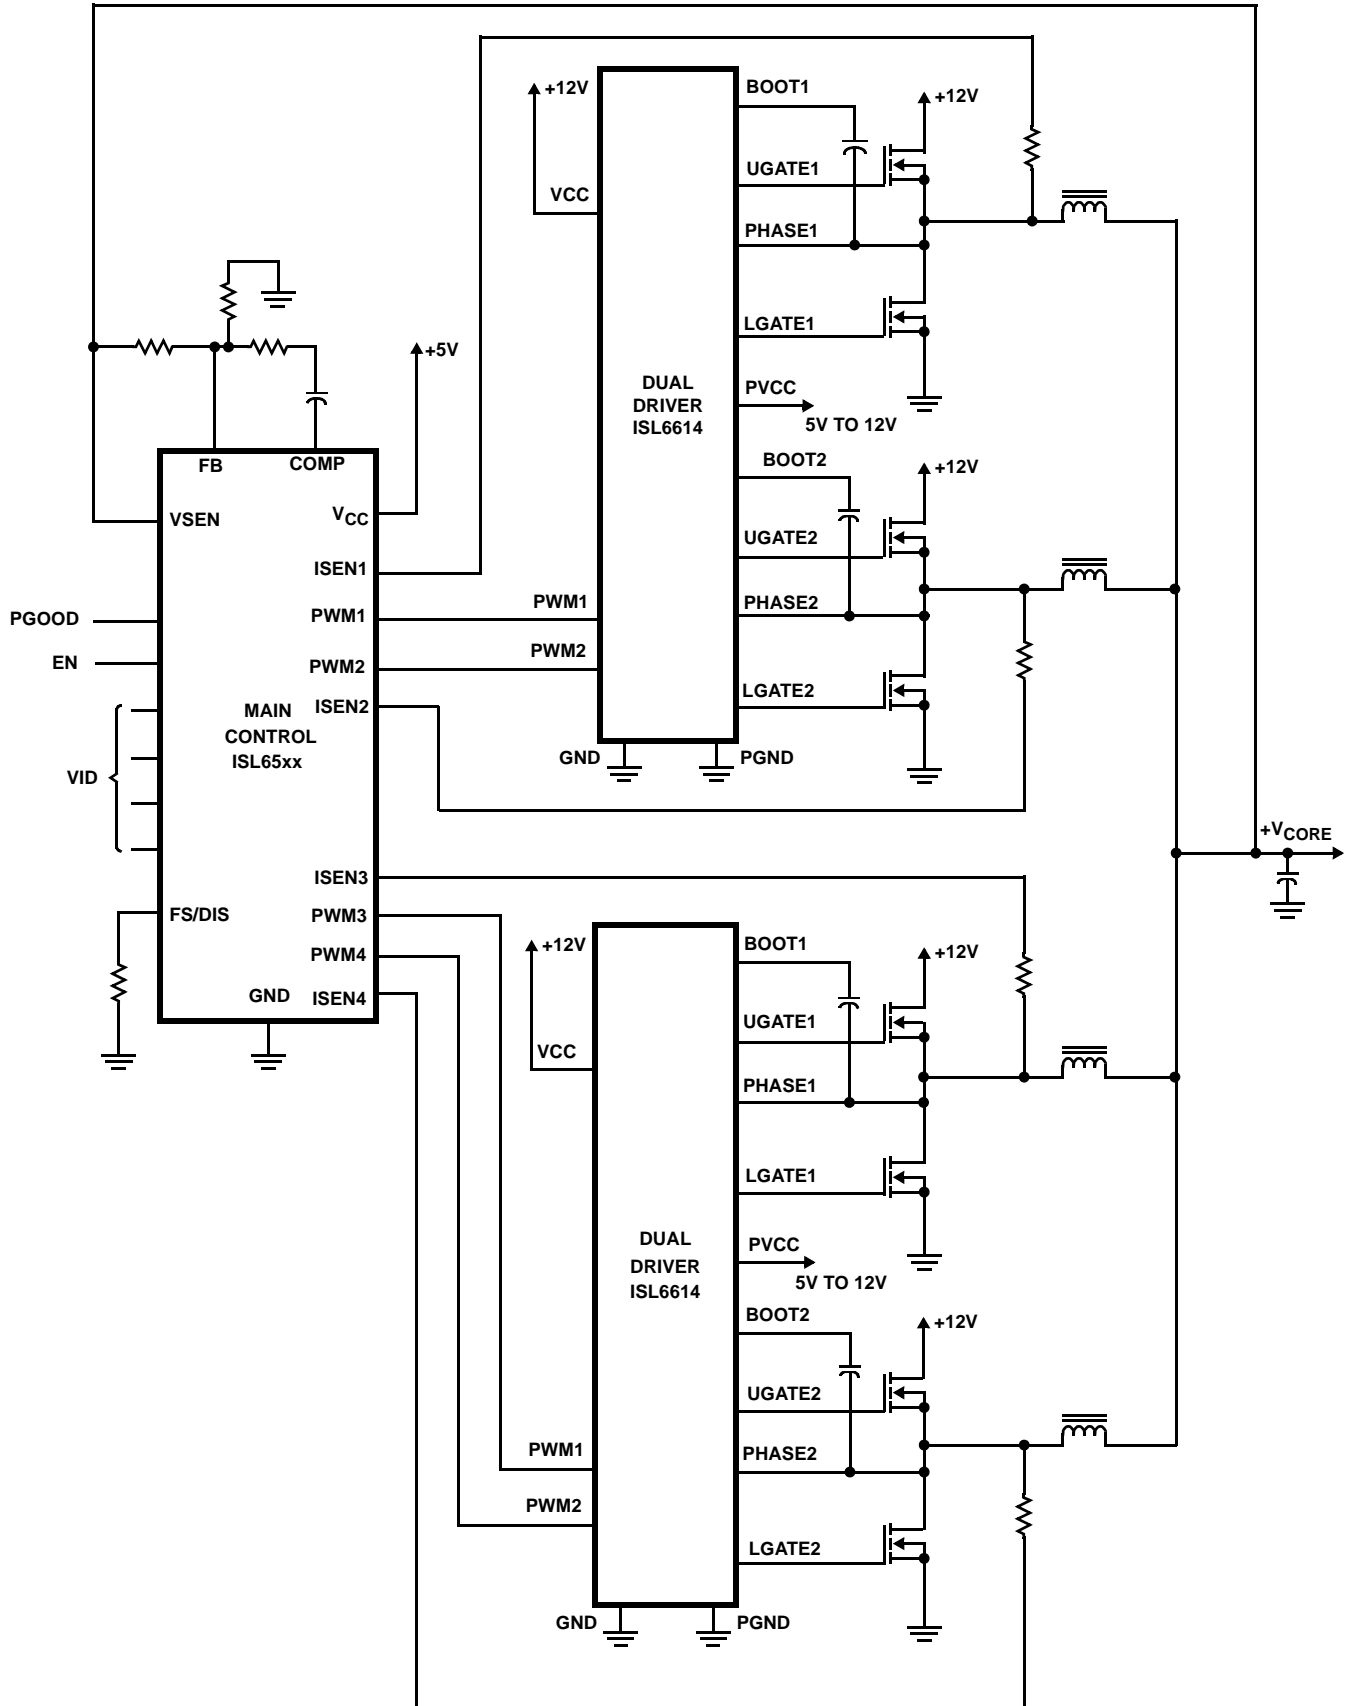 +12V
BOOT1
+12V
UGATE1
VCC
PHASE1
LGATE1
+5V
DUAL
DRIVER
ISL6614
PVCC
5V TO 12V
BOOT2
+12V
FB
COMP
VSEN
VCC
UGATE2
ISEN1
PWM1
PHASE2
PGOOD
PWM1
PWM2
EN
PWM2
LGATE2
ISEN2
MAIN
CONTROL
ISL65xx
VID
GND
PGND
+VCORE
ISEN3
FS/DIS
PWM3
PWM4
GND
ISEN4
+12V
BOOT1
+12V
UGATE1
VCC
PHASE1
LGATE1
DUAL
DRIVER
ISL6614
PVCC
5V TO 12V
BOOT2
+12V
UGATE2
PWM1
PHASE2
PWM2
LGATE2
GND
PGND